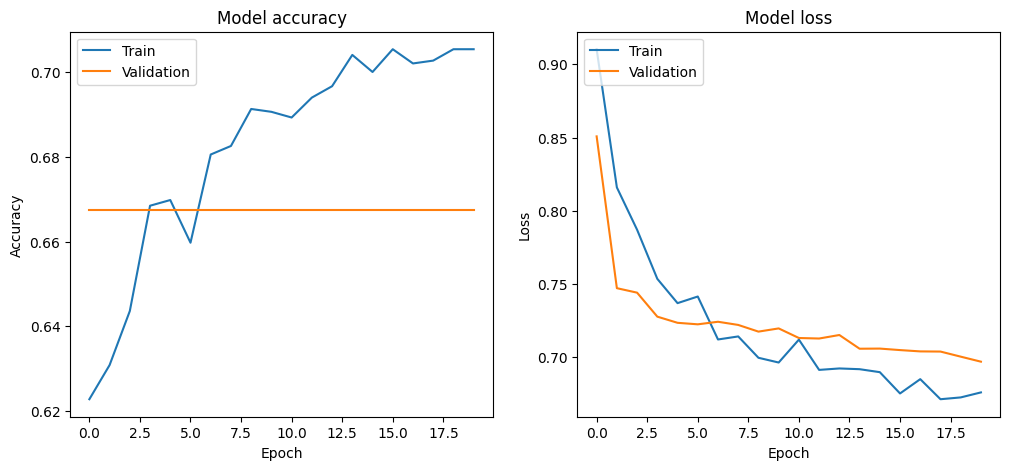 Model accuracy
Train
Validation
0.70
0.68
0.66
0.64
0.62
Accuracy
0.0 2.5 5.0 7.5 10.0 12.5 15.0 17.5
Epoch
Model loss
Train
Validation
0.90
0.85
0.80
0.75
0.70
Loss
0.0 2.5 5.0 7.5 10.0 12.5 15.0 17.5
Epoch